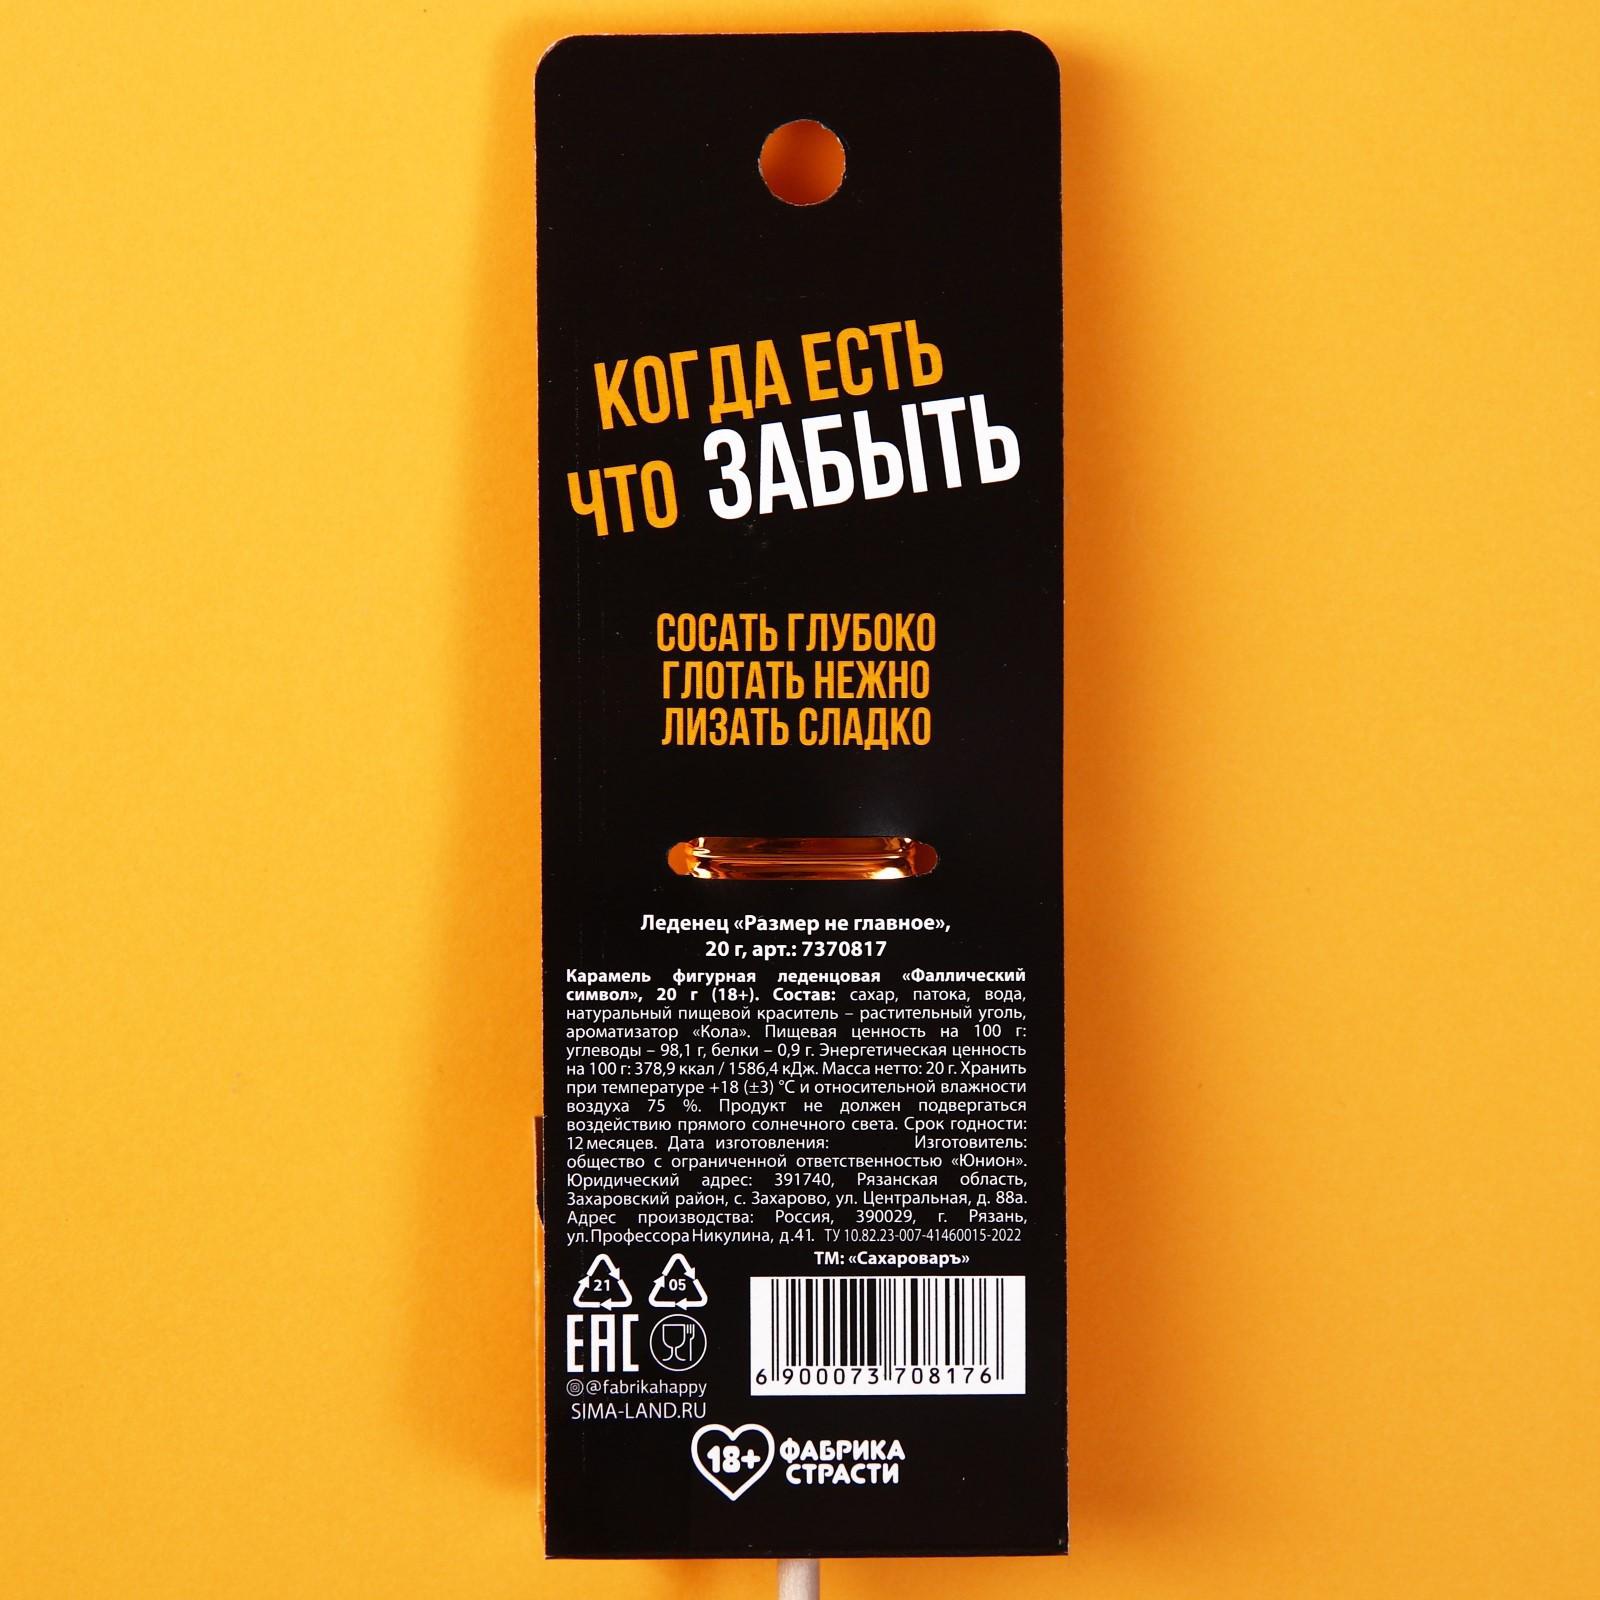 КОГДА ЕСТЬ
ЧТО ЗАБЫТЬ
СОСАТЬ ГЛУБОКО
ГЛОТАТЬ НЕЖНО
ЛИЗАТЬ СЛАДКО
Леденец «Размер не главное»,
20 г, арт.: 7370817
Карамель фигурная леденцовая «Фаллический
символ», 20 г (18+). Состав: сахар, патока, вода,
натуральный пищевой краситель – растительный уголь,
ароматизатор «Кола». Пищевая ценность на 100 г:
углеводы – 98,1 г, белки – 0,9 г. Энергетическая ценность
на 100 г: 378,9 ккал / 1586,4 кДж. Масса нетто: 20 г. Хранить
при температуре +18 (±3) °С и относительной влажности
воздуха 75 %. Продукт не должен подвергаться
воздействию прямого солнечного света. Срок годности:
12 месяцев. Дата изготовления: Изготовитель:
общество с ограниченной ответственностью «Юнион».
Юридический адрес: 391740, Рязанская область,
Захаровский район, с. Захарово, ул. Центральная, д. 88а.
Адрес производства: Россия, 390029, г. Рязань,
ул. Профессора Никулина, д.41. ТУ 10.82.23-007-41460015-2022
ТМ: «Сахароваръ»
21 05
EAC
@fabrikahappy
SIMA-LAND.RU
6 900073 708176
18+ ФАБРИКА
СТРАСТИ